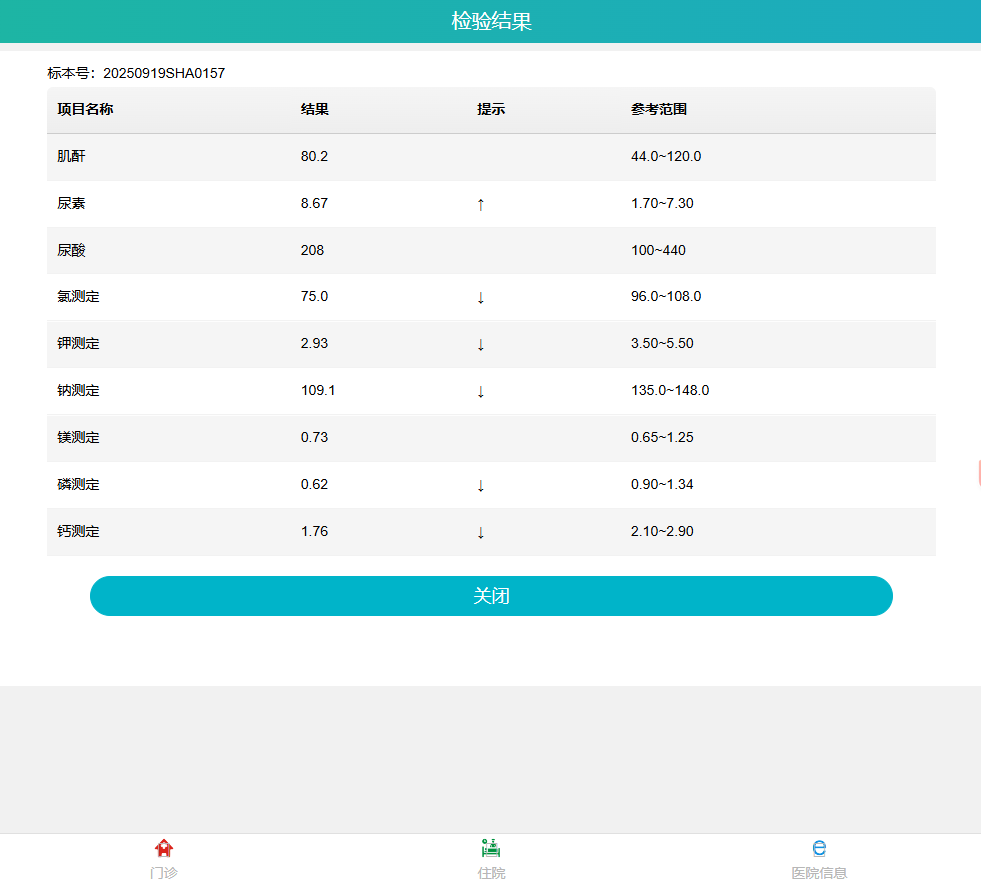 检验结果
标本号：20250919SHA0157
项目名称 结果 提示 参考范围
肌酐 80.2 44.0~120.0
尿素 8.67 ↑ 1.70~7.30
尿酸 208 100~440
氯测定 75.0 ↓ 96.0~108.0
钾测定 2.93 ↓ 3.50~5.50
钠测定 109.1 ↓ 135.0~148.0
镁测定 0.73 0.65~1.25
磷测定 0.62 ↓ 0.90~1.34
钙测定 1.76 ↓ 2.10~2.90
关闭
门诊 住院 医院信息